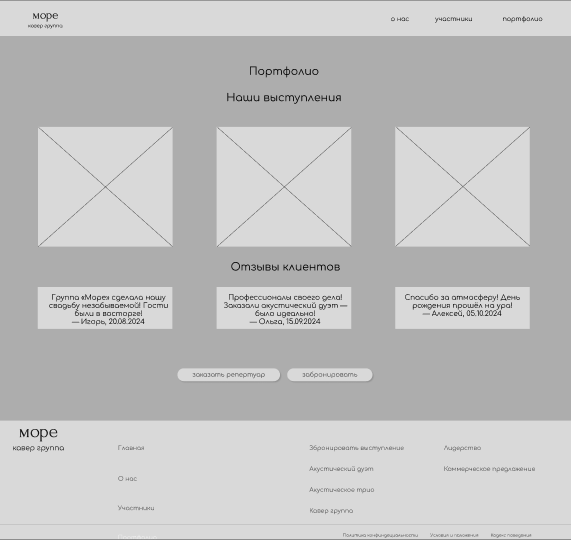 море
кавер группа
о нас участники портфолио
Портфолио
Наши выступления
Отзывы клиентов
Группа «Море» сделала нашу
свадьбу незабываемой! Гости
были в восторге!
— Игорь, 20.08.2024
Профессионалы своего дела!
Заказали акустический дуэт —
было идеально!
— Ольга, 15.09.2024
Спасибо за атмосферу! День
рождения прошёл на ура!
— Алексей, 05.10.2024
заказать репертуар забронировать
море
кавер группа
Главная
О нас
Участники
Збронировать выступление
Акустический дуэт
Акустическое трио
Кавер группа
Лидерство
Коммерческое предложение
Политика конфиндациальности Условия и положения Кодекс поведения